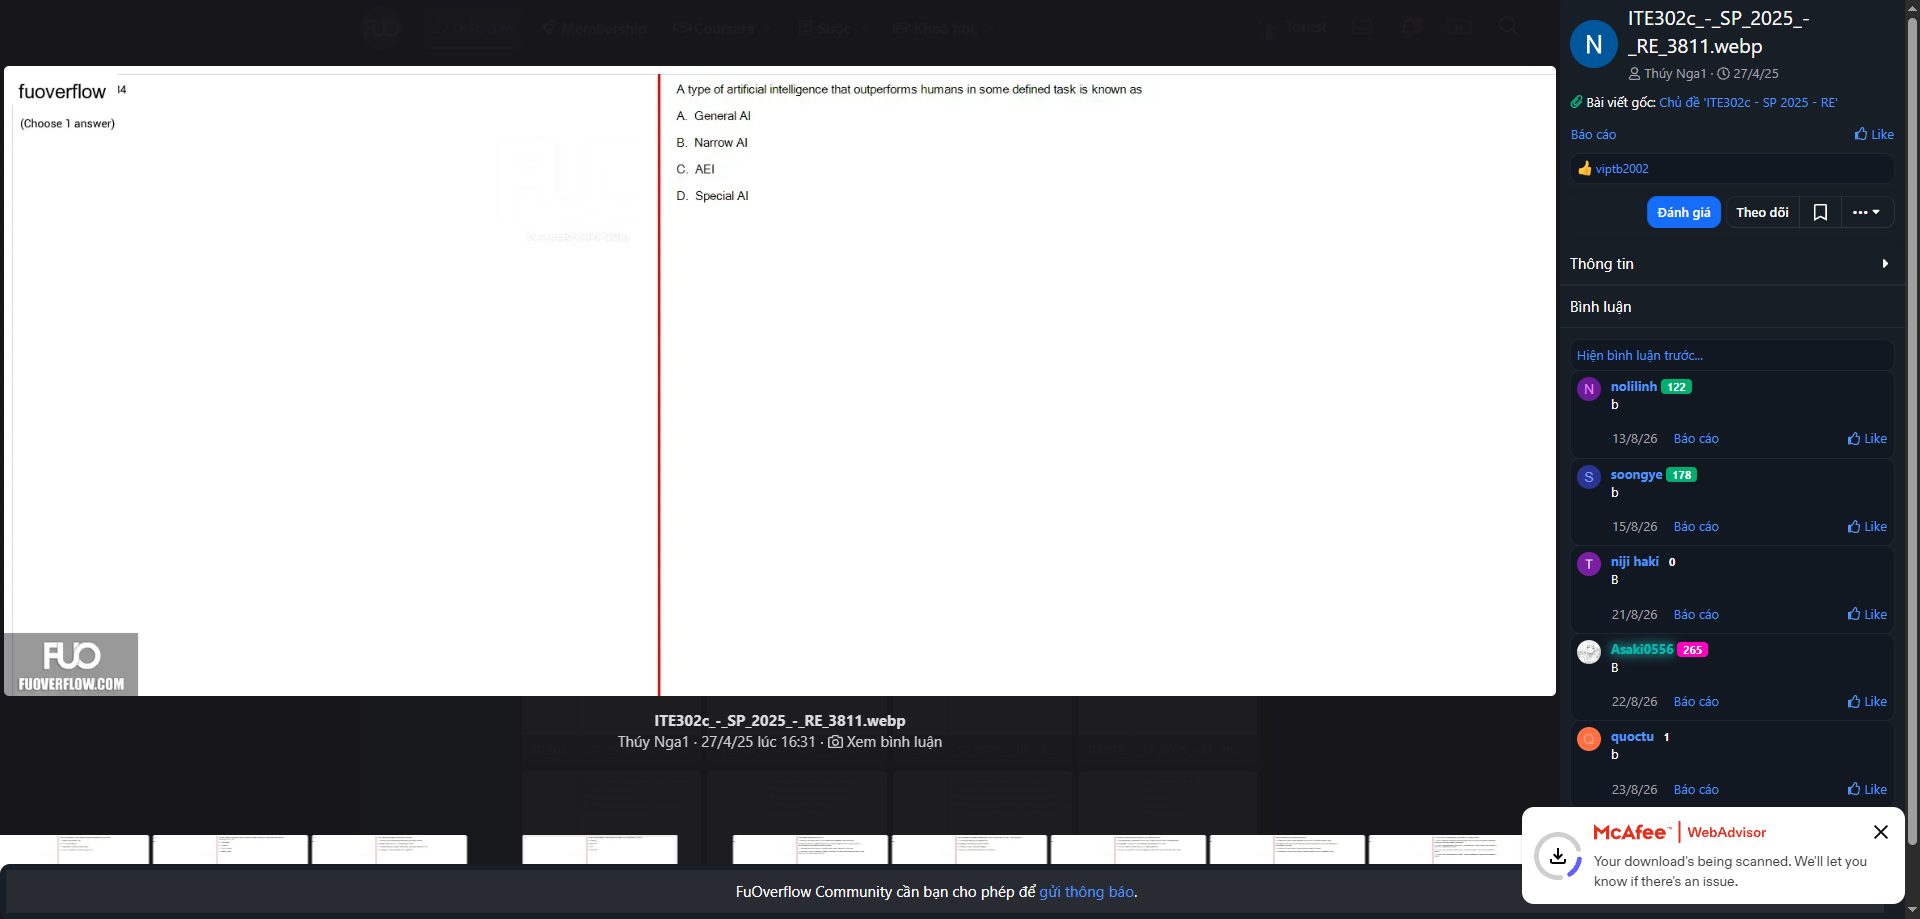 Membership
Coursera
fuoverflow
(Choose 1 answer)
A type of artificial intelligence that outperforms humans in some defined task is known as
A. General AI
B. Narrow AI
C. AEI
D. Special AI
FUO
FUOVERFLOW.COM
ITE302c_-_SP_2025_-_RE_3811.webp
Thúy Nga1 · 27/4/25 lúc 16:31 · Xem bình luận
FuOverflow Community cần bạn cho phép để gửi thông báo.
N
ITE302c_-_SP_2025_-
_RE_3811.webp
Thúy Nga1 · 27/4/25
Bài viết gốc: Chủ đề 'ITE302c - SP 2025 - RE'
Báo cáo Like
viptb2002
Đánh giá Theo dõi
Thông tin
Bình luận
Hiện bình luận trước...
N nolilinh 122
b
13/8/26 Báo cáo Like
S soongye 178
b
15/8/26 Báo cáo Like
T niji haki 0
B
21/8/26 Báo cáo Like
Asaki0556 265
B
22/8/26 Báo cáo Like
Q quoctu 1
b
23/8/26 Báo cáo Like
McAfee™ | WebAdvisor
Your download's being scanned. We'll let you
know if there's an issue.